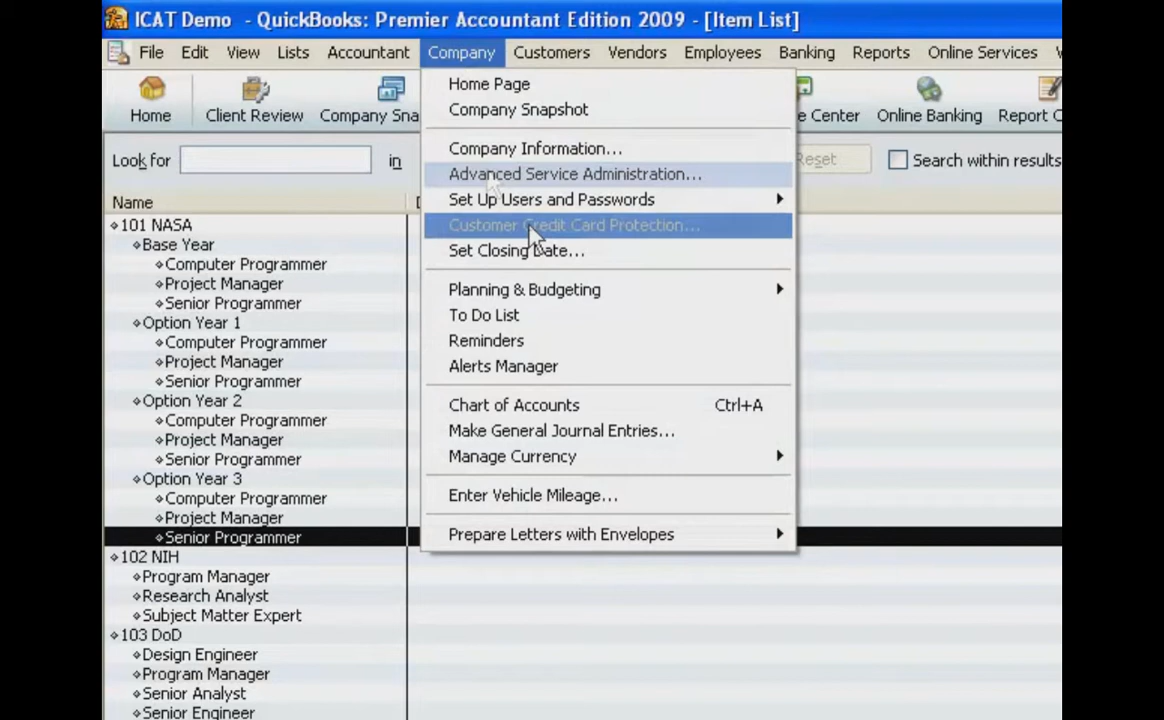 ICAT Demo - QuickBooks: Premier Accountant Edition 2009 - [Item List]
File Edit View Lists Accountant Company Customers Vendors Employees Banking Reports Online Services
Home Client Review Company Sna e Center Online Banking Report C
Look for in Reset Search within results
Name
101 NASA
Base Year
Computer Programmer
Project Manager
Senior Programmer
Option Year 1
Computer Programmer
Project Manager
Senior Programmer
Option Year 2
Computer Programmer
Project Manager
Senior Programmer
Option Year 3
Computer Programmer
Project Manager
Senior Programmer
102 NIH
Program Manager
Research Analyst
Subject Matter Expert
103 DoD
Design Engineer
Program Manager
Senior Analyst
Senior Engineer
Home Page
Company Snapshot
Company Information...
Advanced Service Administration...
Set Up Users and Passwords
Customer Credit Card Protection...
Set Closing Date...
Planning & Budgeting
To Do List
Reminders
Alerts Manager
Chart of Accounts Ctrl+A
Make General Journal Entries...
Manage Currency
Enter Vehicle Mileage...
Prepare Letters with Envelopes